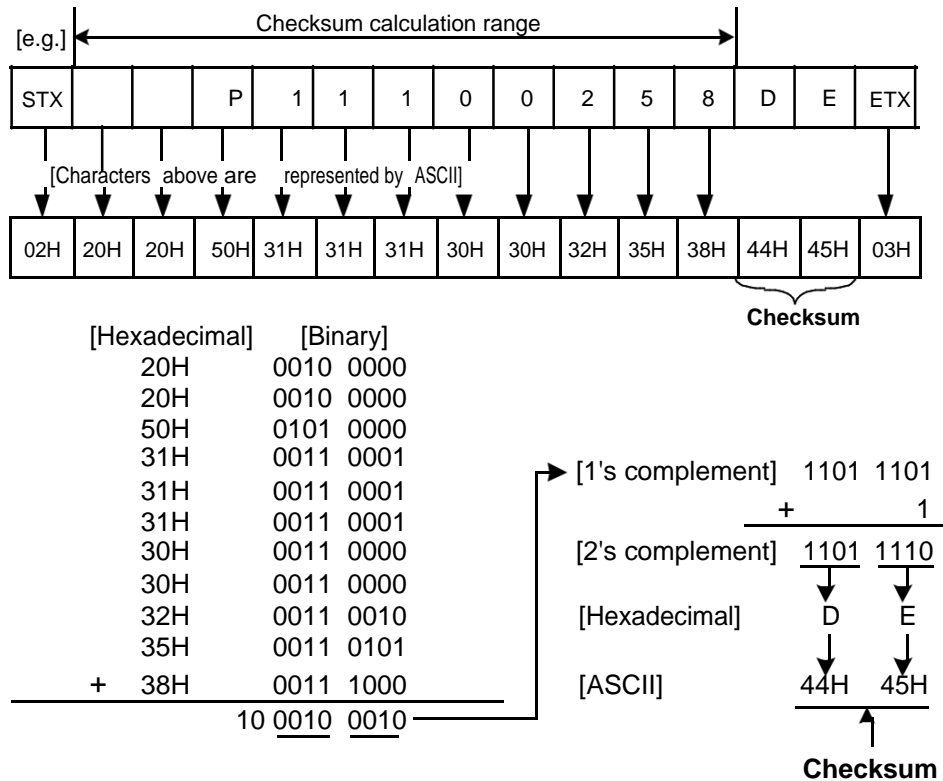 Checksum calculation range
[e.g.]
STX P 1 1 1 0 0 2 5 8 D E ETX
[Characters above are represented by ASCII]
02H 20H 20H 50H 31H 31H 31H 30H 30H 32H 35H 38H 44H 45H 03H
Checksum
[Hexadecimal] [Binary]
20H 0010 0000
20H 0010 0000
50H 0101 0000
31H 0011 0001
31H 0011 0001
31H 0011 0001
30H 0011 0000
30H 0011 0000
32H 0011 0010
35H 0011 0101
+ 38H 0011 1000
10 0010 0010
[1's complement] 1101 1101
+ 1
[2's complement] 1101 1110
[Hexadecimal] D E
[ASCII] 44H 45H
Checksum